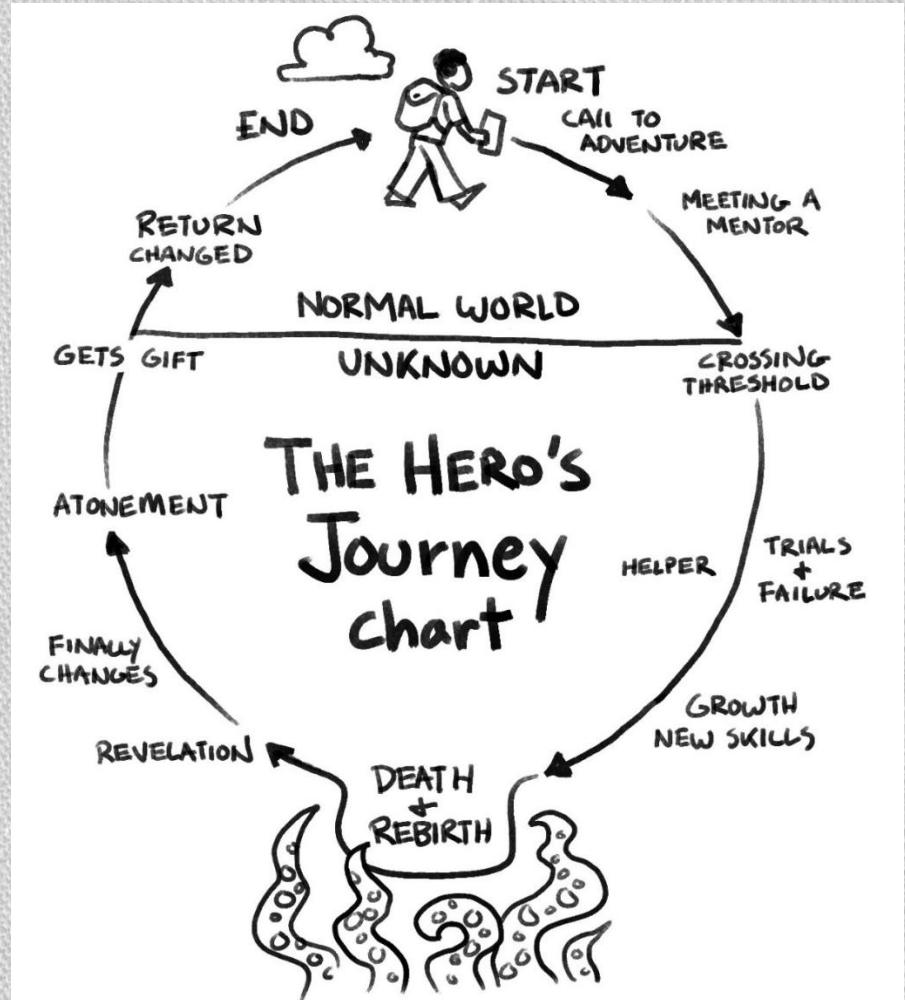 START
CAll TO
ADVENTURE
MEETING A
MENTOR
CROSSING
THRESHOLD
HELPER
TRIALS
+
FAILURE
GROWTH
NEW SKILLS
DEATH
+
REBIRTH
REVELATION
FINALLY
CHANGES
ATONEMENT
GETS GIFT
RETURN
CHANGED
END
NORMAL WORLD
UNKNOWN
THE HERO'S
Journey
chart